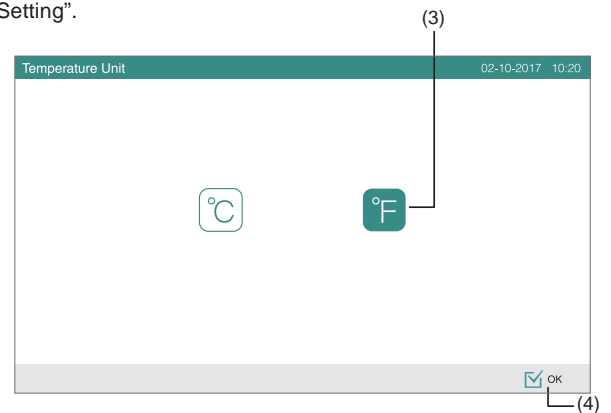 Setting”.
(3)
Temperature Unit 02-10-2017 10:20
°C °F
OK
(4)